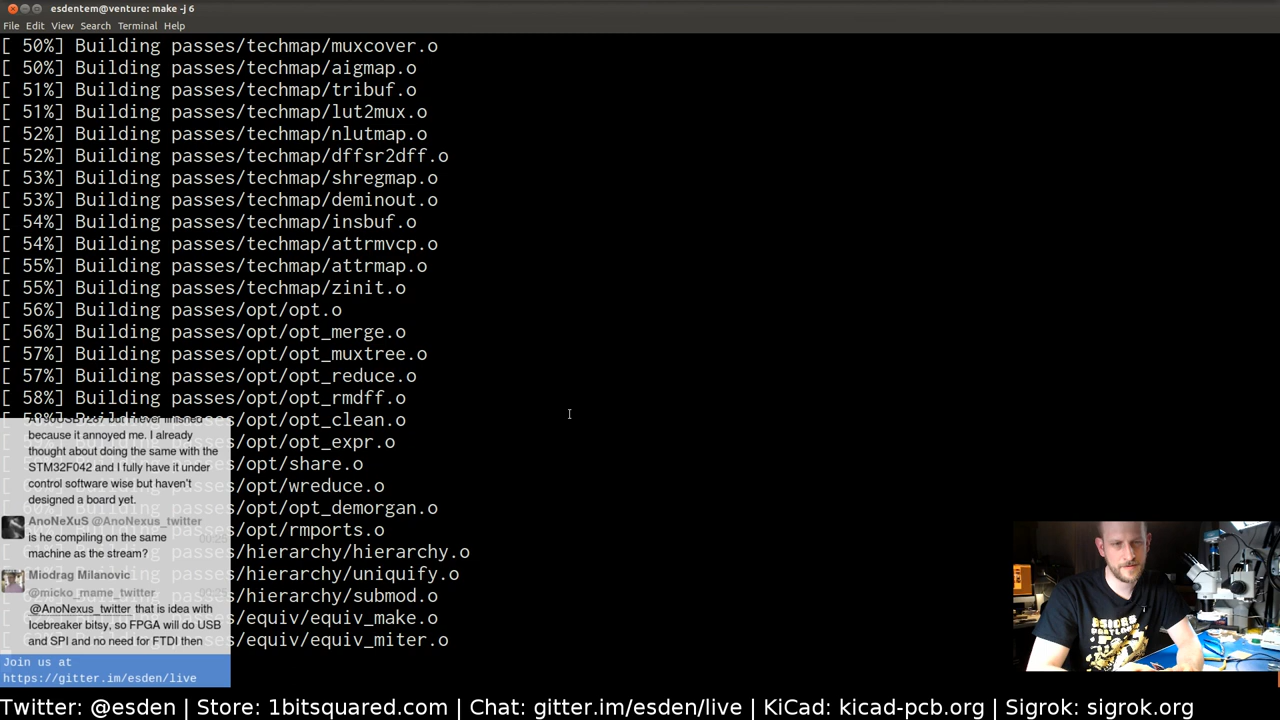 esdentem@venture: make -j 6
File Edit View Search Terminal Help
[ 50%] Building passes/techmap/muxcover.o
[ 50%] Building passes/techmap/aigmap.o
[ 51%] Building passes/techmap/tribuf.o
[ 51%] Building passes/techmap/lut2mux.o
[ 52%] Building passes/techmap/nlutmap.o
[ 52%] Building passes/techmap/dffsr2dff.o
[ 53%] Building passes/techmap/shregmap.o
[ 53%] Building passes/techmap/deminout.o
[ 54%] Building passes/techmap/insbuf.o
[ 54%] Building passes/techmap/attrmvcp.o
[ 55%] Building passes/techmap/attrmap.o
[ 55%] Building passes/techmap/zinit.o
[ 56%] Building passes/opt/opt.o
[ 56%] Building passes/opt/opt_merge.o
[ 57%] Building passes/opt/opt_muxtree.o
[ 57%] Building passes/opt/opt_reduce.o
[ 58%] Building passes/opt/opt_rmdff.o
[ 58%] Building passes/opt/opt_clean.o
s/opt/opt_expr.o
s/opt/share.o
s/opt/wreduce.o
s/opt/opt_demorgan.o
s/opt/rmports.o
s/hierarchy/hierarchy.o
s/hierarchy/uniquify.o
s/hierarchy/submod.o
s/equiv/equiv_make.o
s/equiv/equiv_miter.o
but I never finished
because it annoyed me. I already
thought about doing the same with the
STM32F042 and I fully have it under
control software wise but haven't
designed a board yet.
AnoNeXuS @AnoNexus_twitter
is he compiling on the same
machine as the stream?
Miodrag Milanovic
@micko_mame_twitter
@AnoNexus_twitter that is idea with
Icebreaker bitsy, so FPGA will do USB
and SPI and no need for FTDI then
Join us at
https://gitter.im/esden/live
Twitter: @esden | Store: 1bitsquared.com | Chat: gitter.im/esden/live | KiCad: kicad-pcb.org | Sigrok: sigrok.org